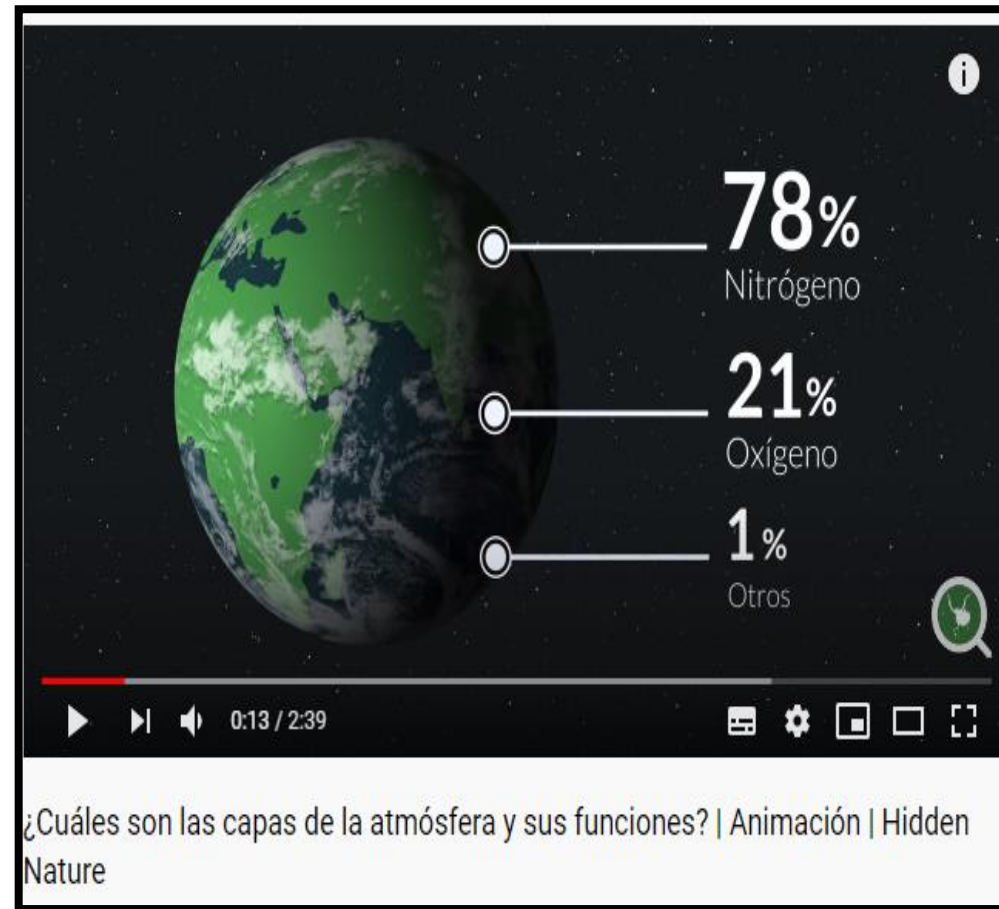 78%
Nitrógeno
21%
Oxígeno
1%
Otros
0:13 / 2:39
¿Cuáles son las capas de la atmósfera y sus funciones? | Animación | Hidden
Nature